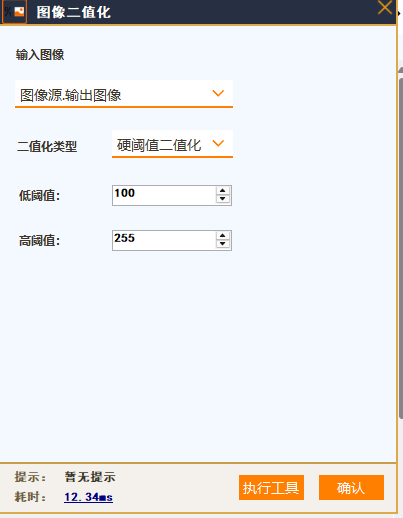 图像二值化
输入图像
图像源.输出图像
二值化类型 硬阈值二值化
低阈值: 100
高阈值: 255
提示: 暂无提示
耗时: 12.34ms
执行工具 确认